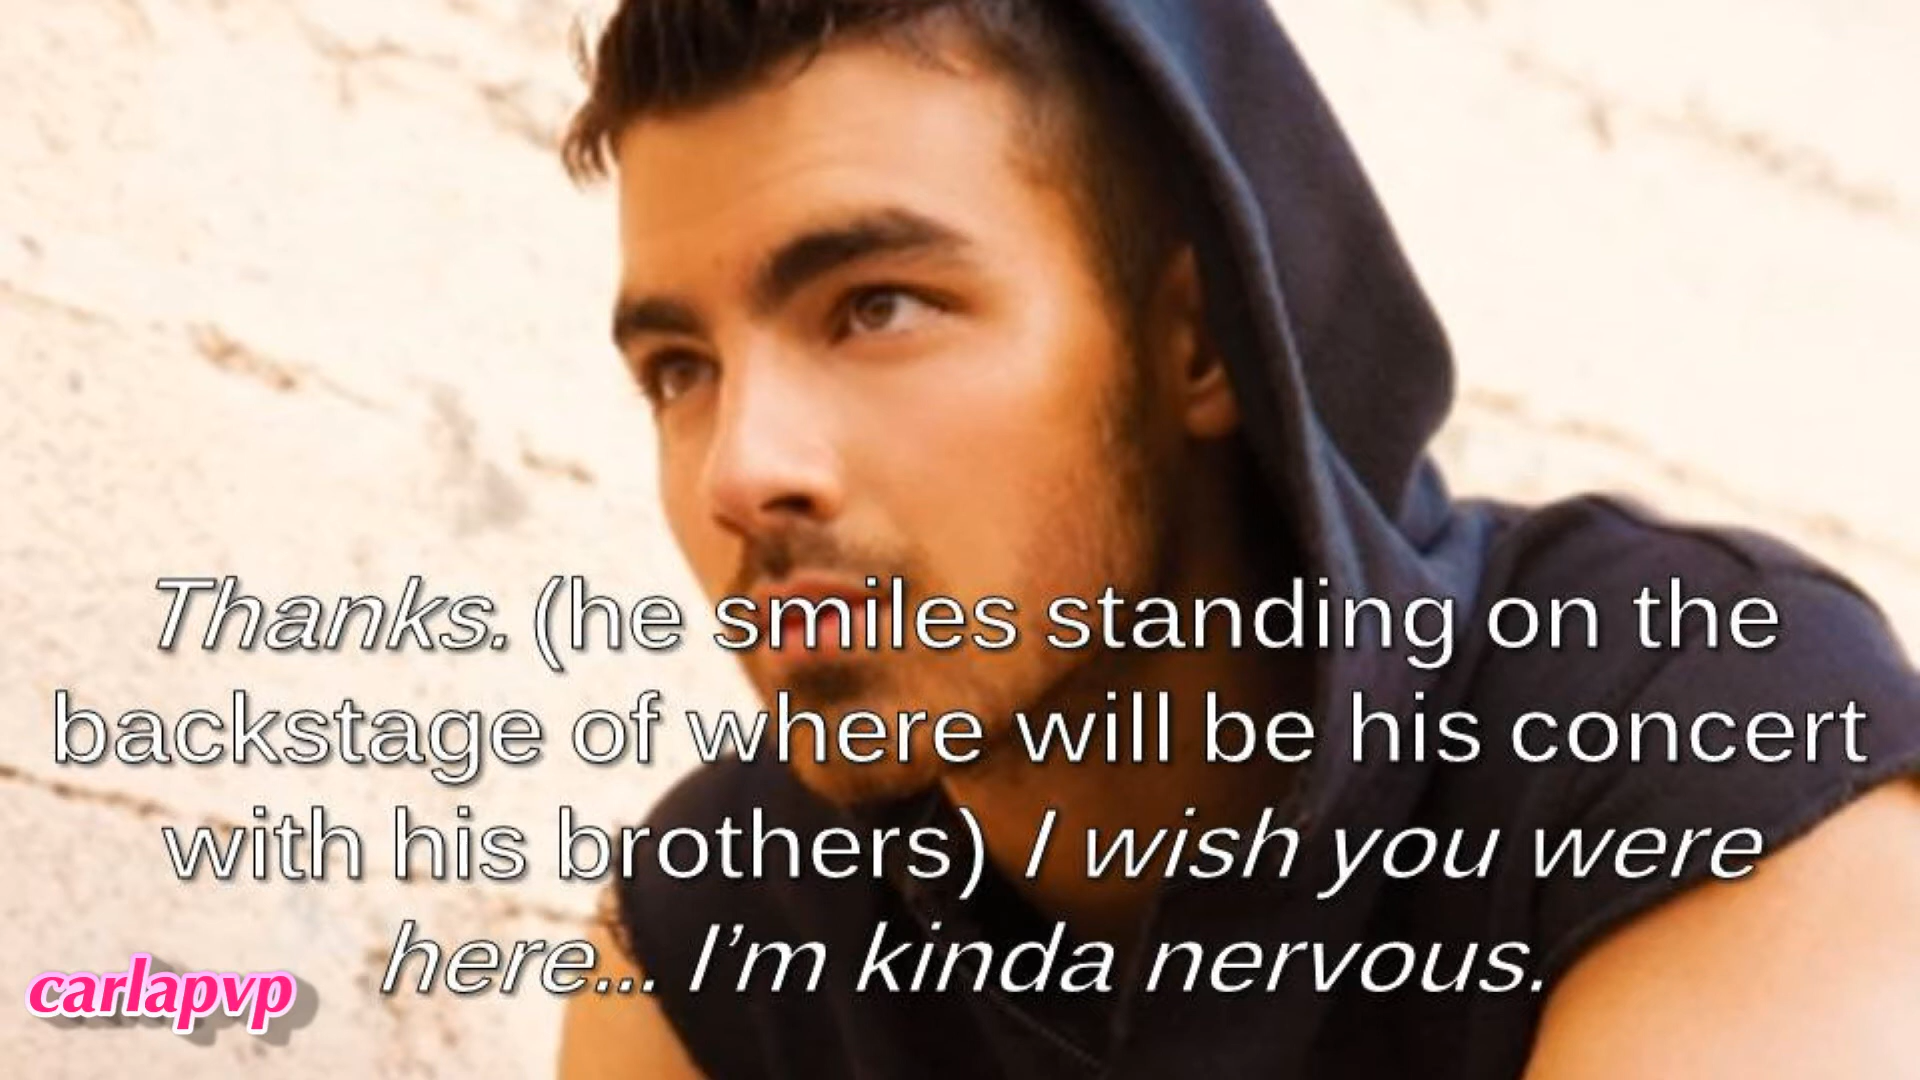 Thanks. (he smiles standing on the
backstage of where will be his concert
with his brothers) I wish you were
here... I’m kinda nervous.
carlapvp